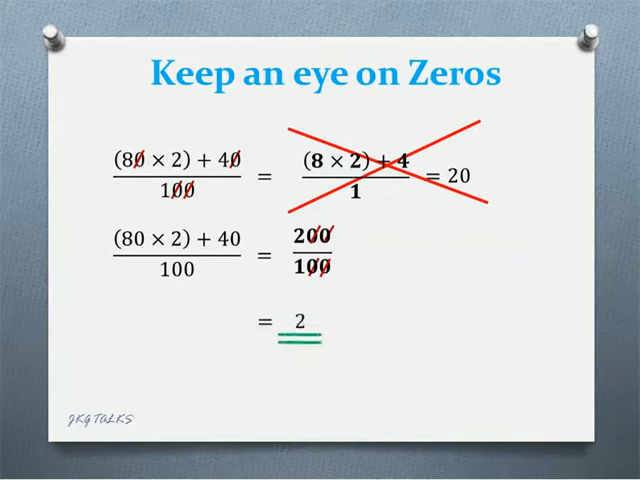 Keep an eye on Zeros
(80 × 2) + 40
100
=
(8 × 2) + 4
1
= 20
(80 × 2) + 40
100
=
200
100
= 2
JKG TALKS